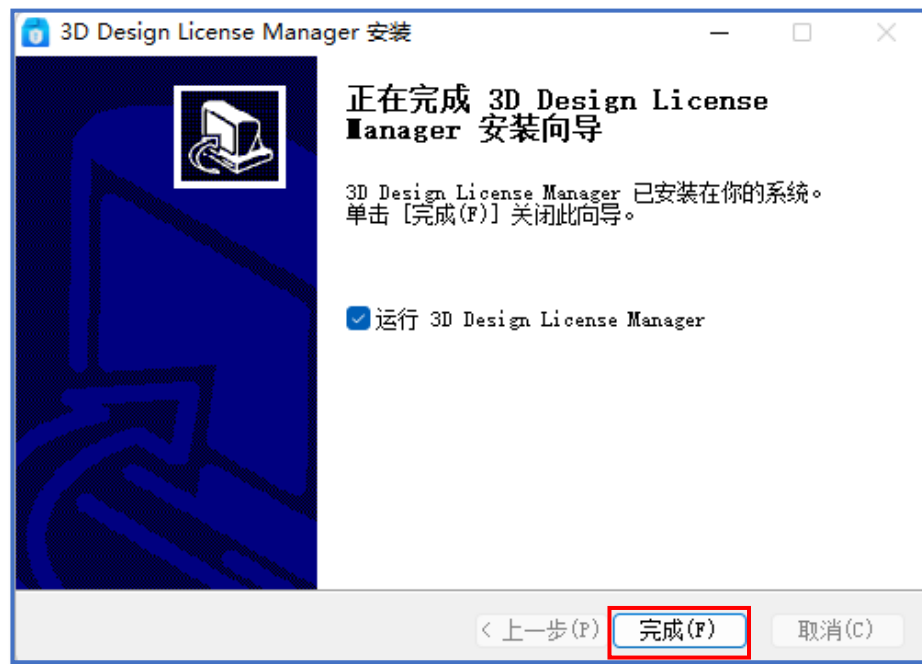 3D Design License Manager 安装
正在完成 3D Design License
Manager 安装向导
3D Design License Manager 已安装在你的系统。
单击 [完成(F)] 关闭此向导。
运行 3D Design License Manager
< 上一步(P)
完成(F)
取消(C)